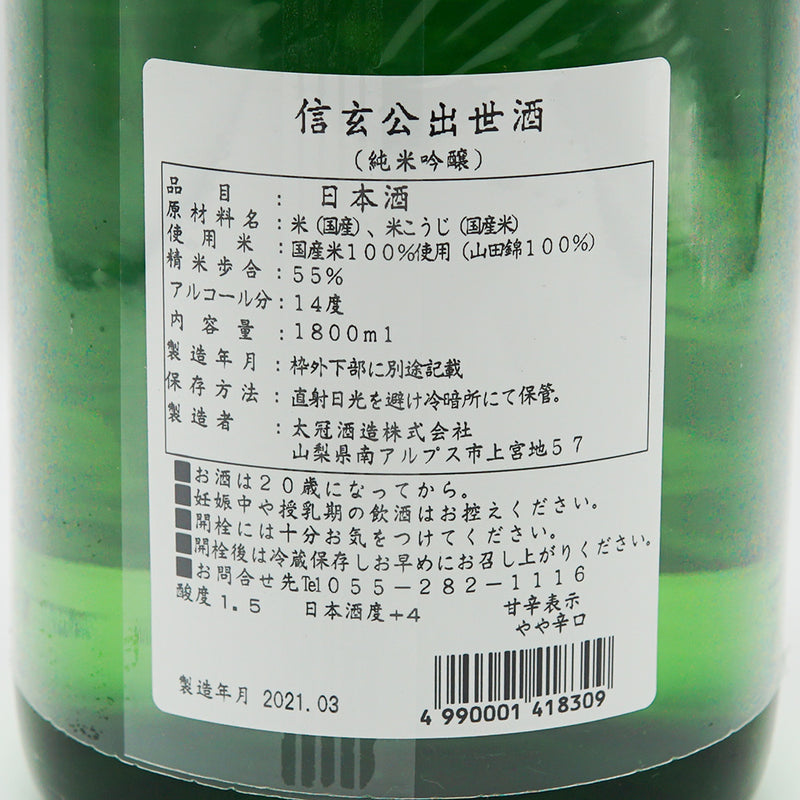 信玄公出世酒
(純米吟醸)
品目：日本酒
原材料名：米(国産)、米こうじ(国産米)
使用米：国産米100%使用(山田錦100%)
精米歩合：55%
アルコール分：14度
内容量：1800ml
製造年月：枠外下部に別途記載
保存方法：直射日光を避け冷暗所にて保管。
製造者：太冠酒造株式会社
山梨県南アルプス市上宮地57
■お酒は20歳になってから。
■妊娠中や授乳期の飲酒はお控えください。
■開栓には十分お気をつけてください。
■開栓後は冷蔵保存しお早めにお召し上がりください。
■お問合せ先℡055-282-1116
酸度1.5 日本酒度+4 甘辛表示
やや辛口
製造年月 2021.03
4 990001 418309